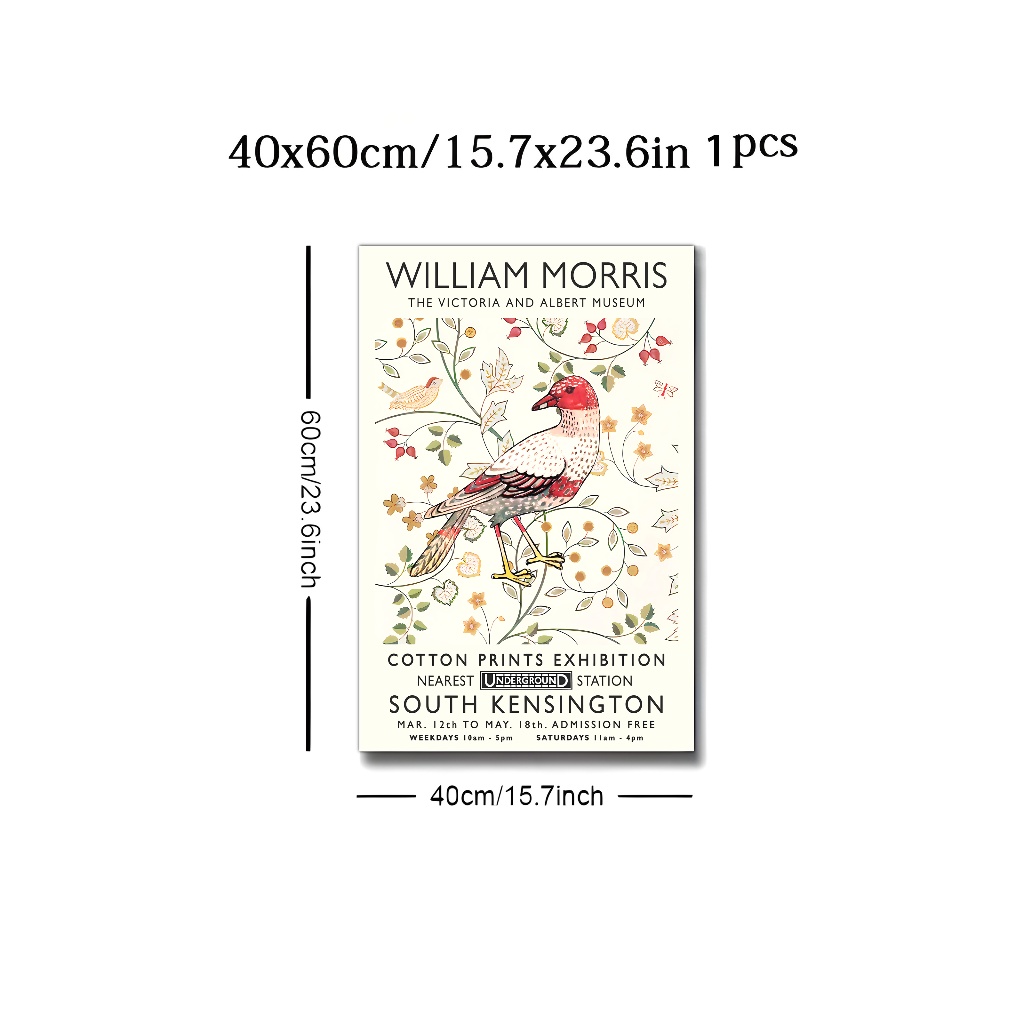 40x60cm/15.7x23.6in 1pcs
WILLIAM MORRIS
THE VICTORIA AND ALBERT MUSEUM
60cm/23.6inch
COTTON PRINTS EXHIBITION
NEAREST UNDERGROUND STATION
SOUTH KENSINGTON
MAR. 12th TO MAY. 18th. ADMISSION FREE
WEEKDAYS 10am - 5pm SATURDAYS 11am - 4pm
40cm/15.7inch